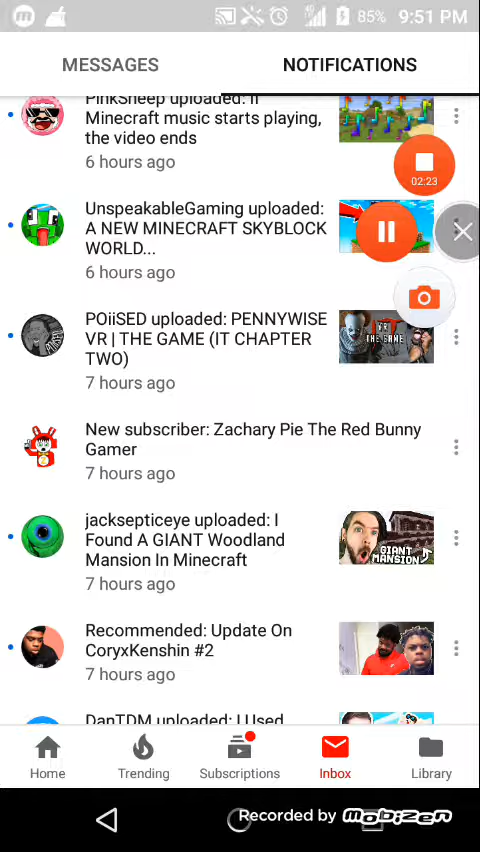 85% 9:51 PM
MESSAGES NOTIFICATIONS
PinkSheep uploaded: If
Minecraft music starts playing,
the video ends
6 hours ago
02:23
UnspeakableGaming uploaded:
A NEW MINECRAFT SKYBLOCK
WORLD...
6 hours ago
POiiSED uploaded: PENNYWISE
VR | THE GAME (IT CHAPTER
TWO)
7 hours ago
VR
THE GAME
New subscriber: Zachary Pie The Red Bunny
Gamer
7 hours ago
jacksepticeye uploaded: I
Found A GIANT Woodland
Mansion In Minecraft
7 hours ago
GIANT
MANSION
Recommended: Update On
CoryxKenshin #2
7 hours ago
DanTDM uploaded: I Used
Home Trending Subscriptions Inbox Library
Recorded by Mobizen